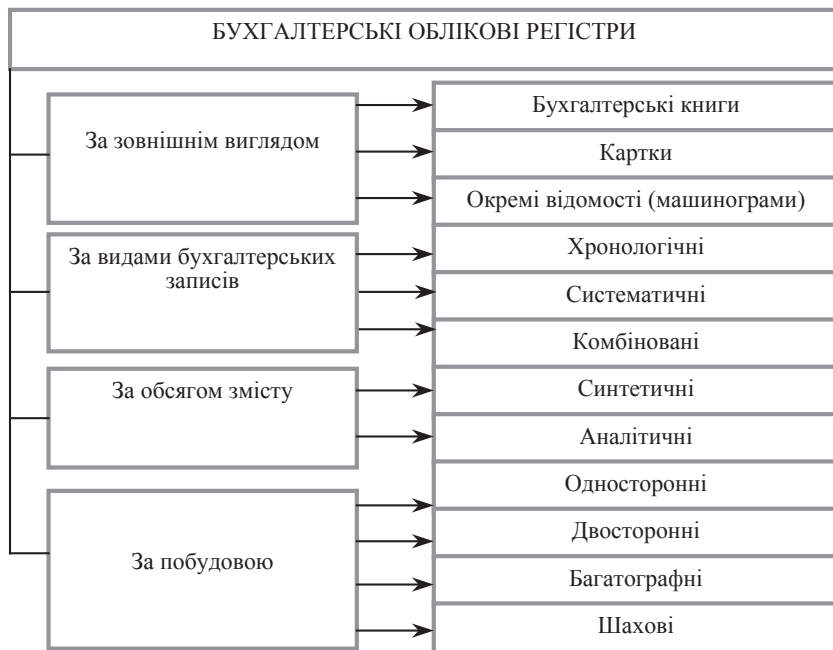 БУХГАЛТЕРСЬКІ ОБЛІКОВІ РЕГІСТРИ
За зовнішнім виглядом
Бухгалтерські книги
Картки
Окремі відомості (машинограми)
За видами бухгалтерських
записів
Хронологічні
Систематичні
Комбіновані
За обсягом змісту
Синтетичні
Аналітичні
За побудовою
Односторонні
Двосторонні
Багатографні
Шахові